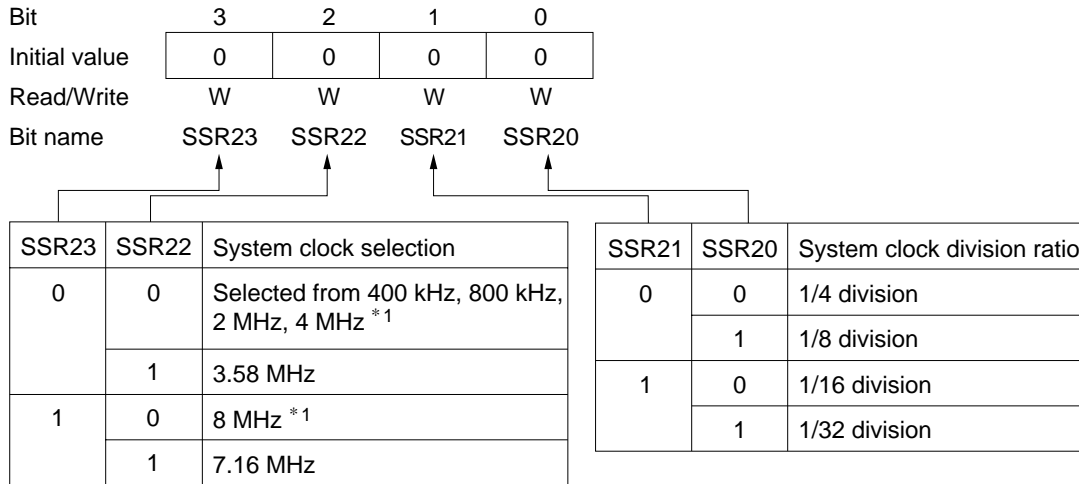 Bit 3 2 1 0
Initial value 0 0 0 0
Read/Write W W W W
Bit name SSR23 SSR22 SSR21 SSR20
SSR23 SSR22 System clock selection
0 0 Selected from 400 kHz, 800 kHz,
2 MHz, 4 MHz *1
1 3.58 MHz
1 0 8 MHz *1
1 7.16 MHz
SSR21 SSR20 System clock division ratio
0 0 1/4 division
1 1/8 division
1 0 1/16 division
1 1/32 division